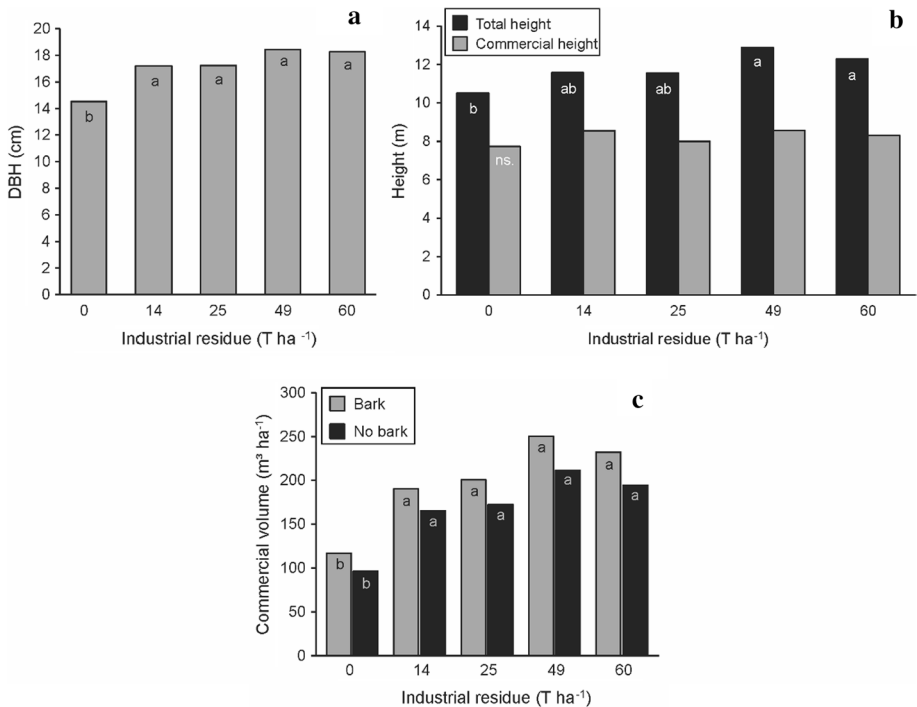 a
20
18
16
14
12
10
8
6
4
2
0
DBH (cm)
b
a
a
a
a
0 14 25 49 60
Industrial residue (T ha -1)
b
Total height
Commercial height
14
12
10
8
6
4
2
0
Height (m)
b
ns.
ab
ab
a
a
0 14 25 49 60
Industrial residue (T ha-1)
c
Bark
No bark
300
250
200
150
100
50
0
Commercial volume (m³ ha-1)
b
b
a
a
a
a
a
a
a
a
0 14 25 49 60
Industrial residue (T ha-1)